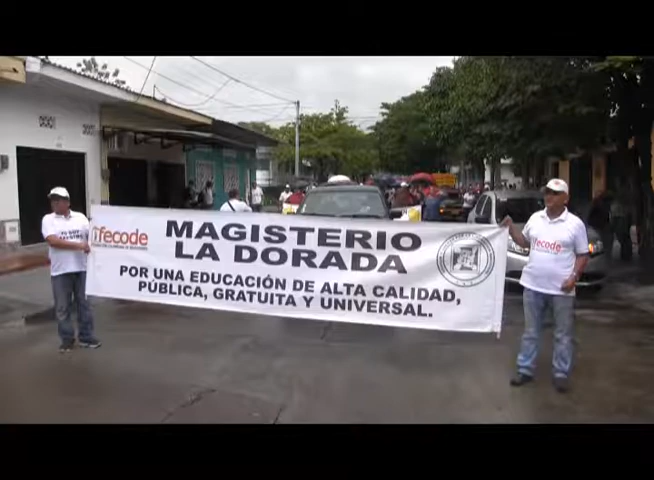 fecode
MAGISTERIO
LA DORADA
POR UNA EDUCACIÓN DE ALTA CALIDAD,
PÚBLICA, GRATUITA Y UNIVERSAL.
fecode